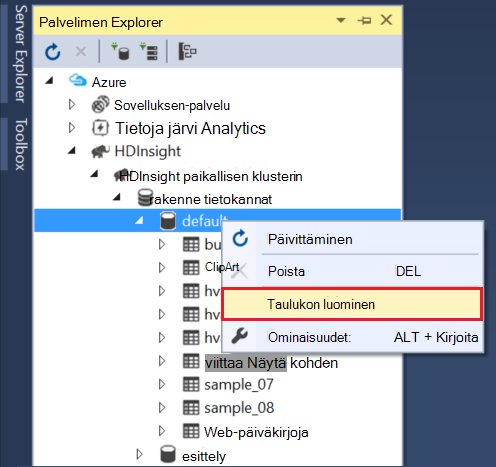 Server Explorer
Toolbox
Palvelimen Explorer
Azure
Sovelluksen-palvelu
Tietoja järvi Analytics
HDInsight
HDInsight paikallisen klusterin
rakenne tietokannat
default
bu
ClipArt
hv
hv
hv
viittaa Näytä kohden
sample_07
sample_08
Web-päiväkirjoja
esittely
Päivittäminen
Poista DEL
Taulukon luominen
Ominaisuudet: ALT + Kirjoita